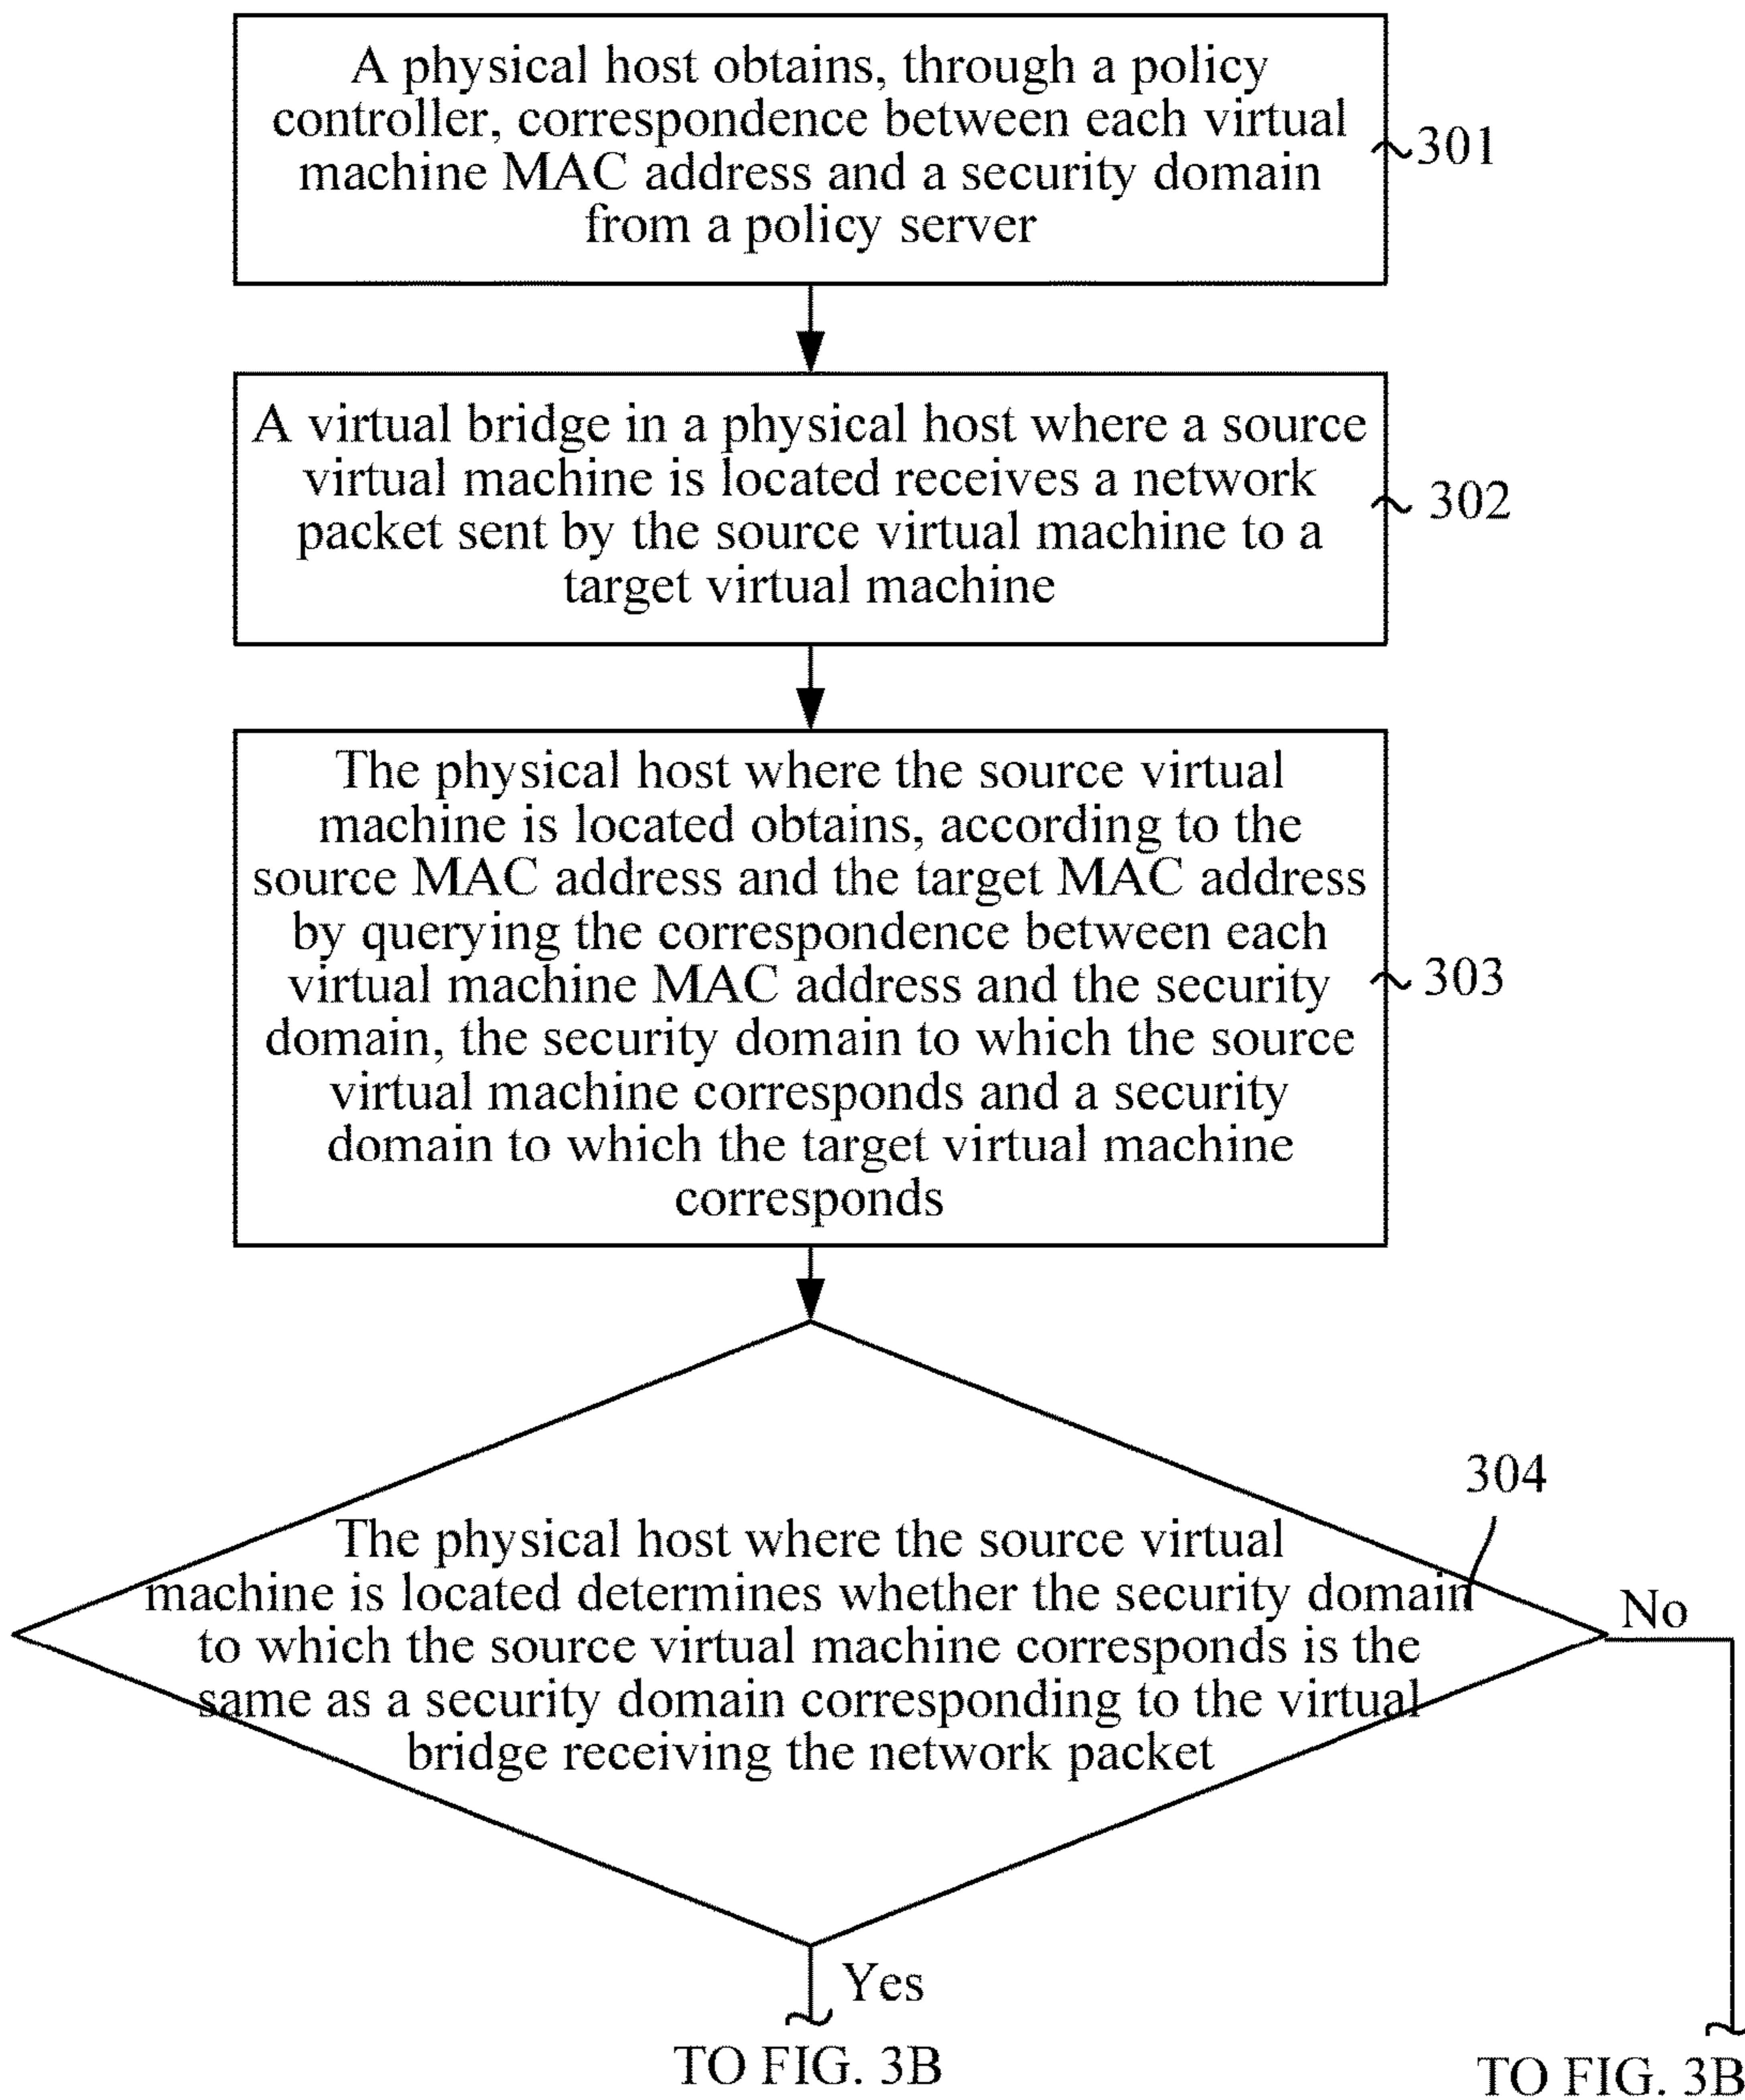 A physical host obtains, through a policy
controller, correspondence between each virtual
machine MAC address and a security domain
from a policy server
301
A virtual bridge in a physical host where a source
virtual machine is located receives a network
packet sent by the source virtual machine to a
target virtual machine
302
The physical host where the source virtual
machine is located obtains, according to the
source MAC address and the target MAC address
by querying the correspondence between each
virtual machine MAC address and the security
domain, the security domain to which the source
virtual machine corresponds and a security
domain to which the target virtual machine
corresponds
303
304
The physical host where the source virtual
machine is located determines whether the security domain
to which the source virtual machine corresponds is the
same as a security domain corresponding to the virtual
bridge receiving the network packet
No
Yes
TO FIG. 3B
TO FIG. 3B